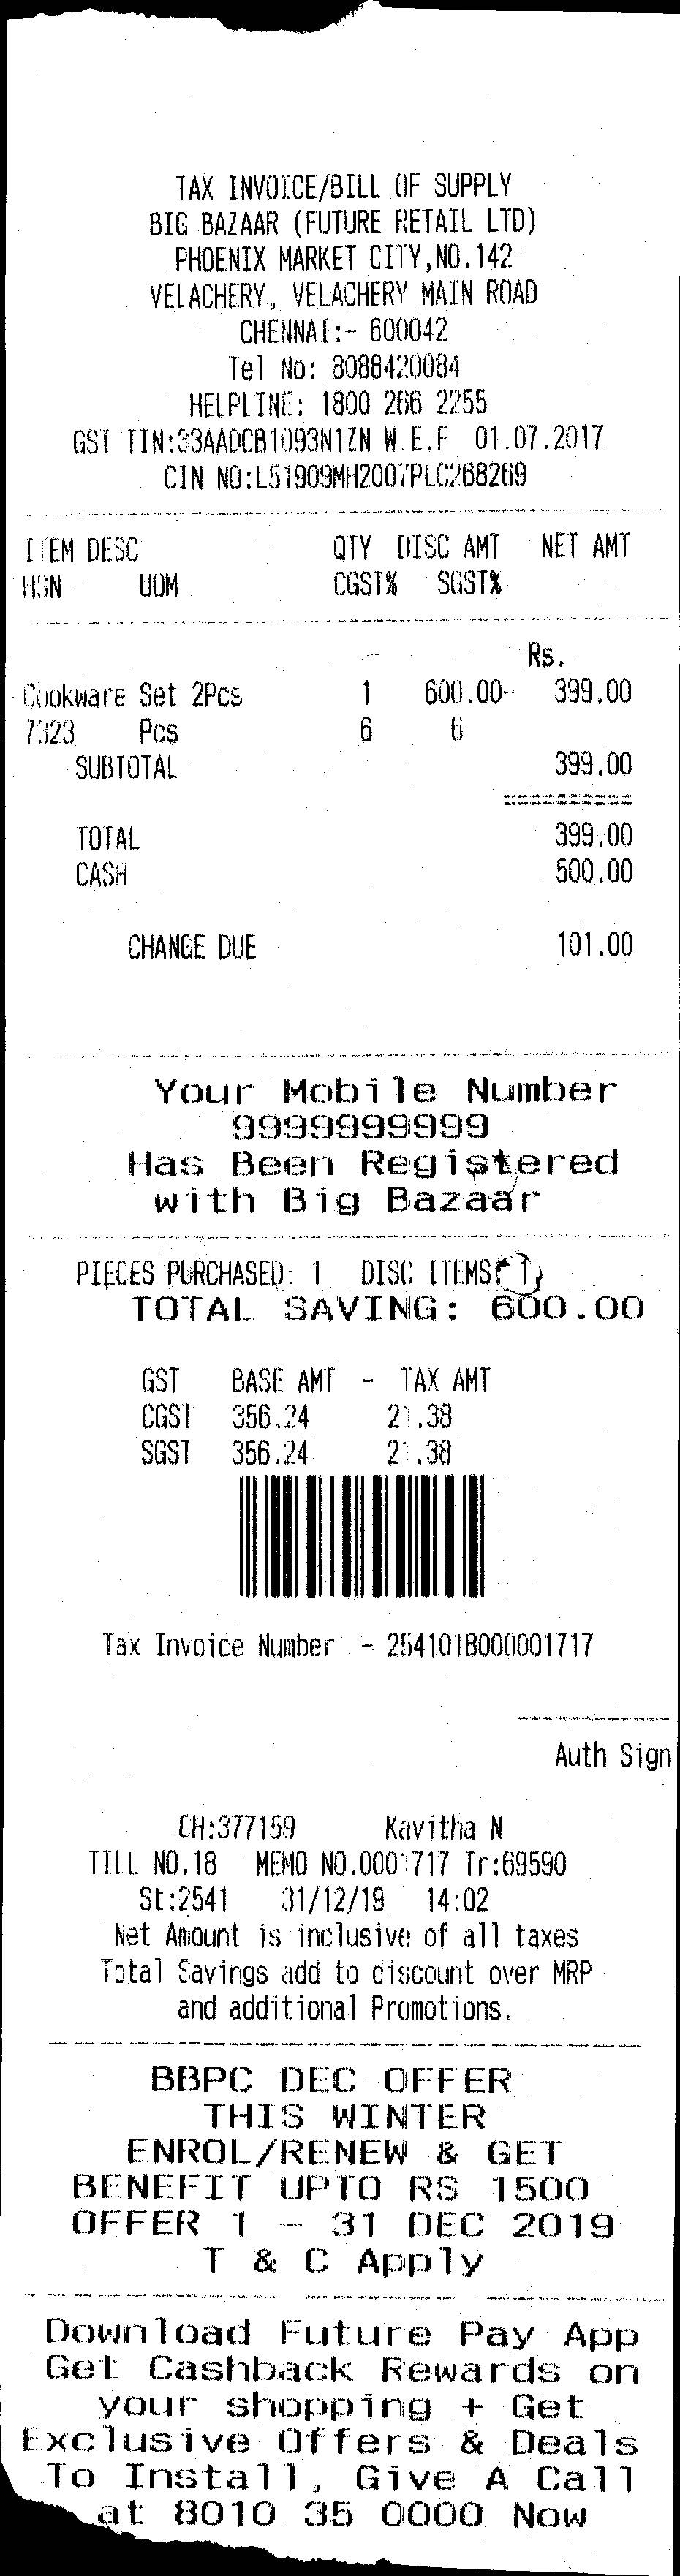 TAX INVOICE/BILL OF SUPPLY
BIG BAZAAR (FUTURE RETAIL LTD)
PHOENIX MARKET CITY,NO.142
VELACHERY, VELACHERY MAIN ROAD
CHENNAI:- 600042
Tel No: 8088420084
HELPLINE: 1800 266 2255
GST TIN:33AADCB1093N1ZN W.E.F 01.07.2017
CIN NO:L51909MH2007PLC268269
ITEM DESC QTY DISC AMT NET AMT
HSN UOM CGST% SGST%
Rs.
Cookware Set 2Pcs 1 600.00- 399.00
7323 Pcs 6 6
SUBTOTAL 399.00
===========
TOTAL 399.00
CASH 500.00
CHANGE DUE 101.00
Your Mobile Number
9999999999
Has Been Registered
with Big Bazaar
PIECES PURCHASED: 1 DISC ITEMS: 1
TOTAL SAVING: 600.00
GST BASE AMT - TAX AMT
CGST 356.24 21.38
SGST 356.24 21.38
Tax Invoice Number - 2541018000001717
Auth Sign
CH:377159 Kavitha N
TILL NO.18 MEMO NO.0001717 Tr:69590
St:2541 31/12/19 14:02
Net Amount is inclusive of all taxes
Total Savings add to discount over MRP
and additional Promotions.
BBPC DEC OFFER
THIS WINTER
ENROL/RENEW & GET
BENEFIT UPTO RS 1500
OFFER 1 - 31 DEC 2019
T & C Apply
Download Future Pay App
Get Cashback Rewards on
your shopping + Get
Exclusive Offers & Deals
To Install, Give A Call
at 8010 35 0000 Now